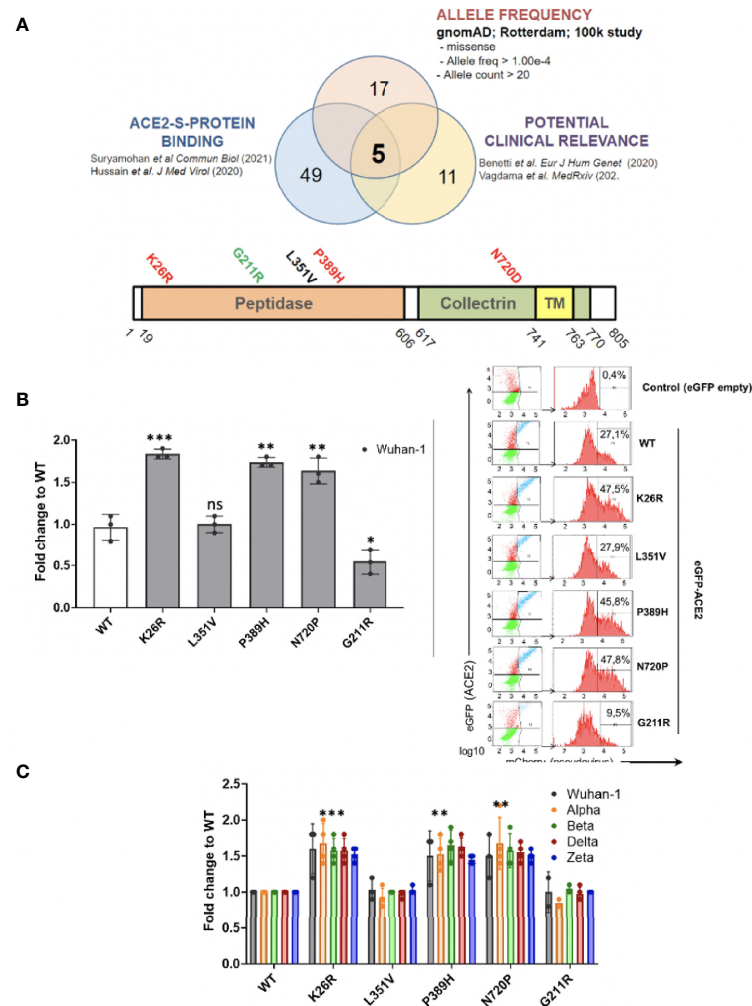 A
ALLELE FREQUENCY
gnomAD; Rotterdam; 100k study
- missense
- Allele freq > 1.00e-4
- Allele count > 20
17
ACE2-S-PROTEIN
BINDING
Suryamohan et al Commun Biol (2021)
Hussain et al. J Med Virol (2020)
POTENTIAL
CLINICAL RELEVANCE
Benetti et al. Eur J Hum Genet (2020)
Vagdama et al. MedRxiv (202.
5
49
11
K26R
G211R
L351V
P389H
N720D
Peptidase
Collectrin
TM
1
19
606
617
741
763
770
805
B
Fold change to WT
2.0
1.5
1.0
0.5
0.0
***
ns
**
**
*
Wuhan-1
WT
K26R
L351V
P389H
N720P
G211R
0,4%
Control (eGFP empty)
27,1%
WT
47,5%
K26R
27,9%
L351V
45,8%
P389H
47,8%
N720P
9,5%
G211R
eGFP-ACE2
eGFP (ACE2)
log10
mCherry (pseudovirus)
C
Fold change to WT
2.5
2.0
1.5
1.0
0.5
0.0
***
**
**
Wuhan-1
Alpha
Beta
Delta
Zeta
WT
K26R
L351V
P389H
N720P
G211R